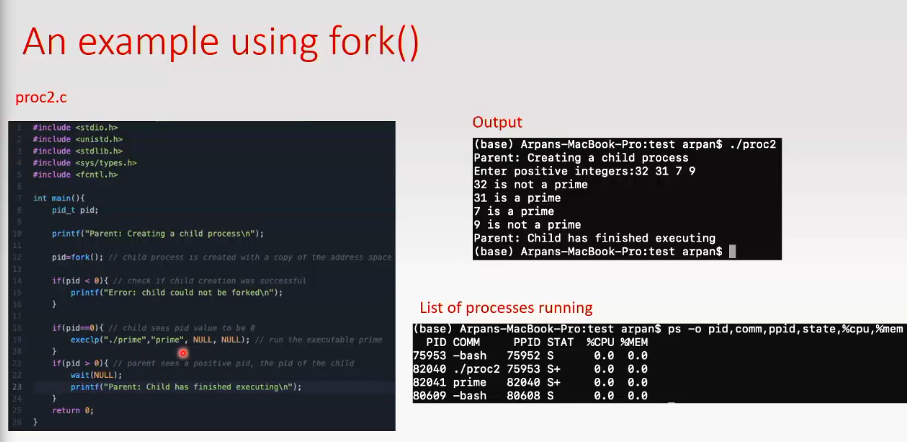 An example using fork()
proc2.c
1 #include <stdio.h>
2 #include <unistd.h>
3 #include <stdlib.h>
4 #include <sys/types.h>
5 #include <fcntl.h>
6
7 int main(){
8 pid_t pid;
9
10 printf("Parent: Creating a child process\n");
11
12 pid=fork(); // child process is created with a copy of the address space
13
14 if(pid < 0){ // check if child creation was successful
15 printf("Error: child could not be forked\n");
16 }
17
18 if(pid==0){ // child sees pid value to be 0
19 execlp("./prime","prime", NULL, NULL); // run the executable prime
20 }
21 if(pid > 0){ // parent sees a positive pid, the pid of the child
22 wait(NULL);
23 printf("Parent: Child has finished executing\n");
24 }
25 return 0;
26 }
Output
(base) Arpans-MacBook-Pro:test arpan$ ./proc2
Parent: Creating a child process
Enter positive integers:32 31 7 9
32 is not a prime
31 is a prime
7 is a prime
9 is not a prime
Parent: Child has finished executing
(base) Arpans-MacBook-Pro:test arpan$
List of processes running
(base) Arpans-MacBook-Pro:test arpan$ ps -o pid,comm,ppid,state,%cpu,%mem
PID COMM PPID STAT %CPU %MEM
75953 -bash 75952 S 0.0 0.0
82040 ./proc2 75953 S+ 0.0 0.0
82041 prime 82040 S+ 0.0 0.0
80609 -bash 80608 S 0.0 0.0